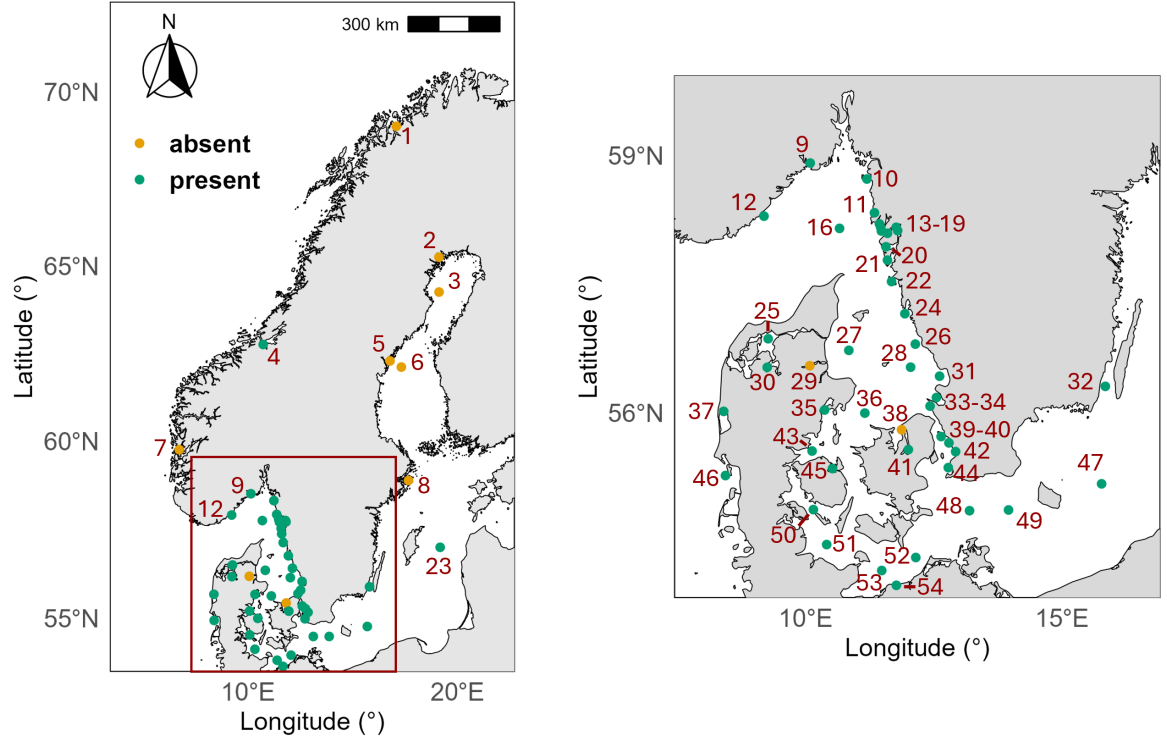 N
300 km
70°N
absent
present
1
2
65°N
3
4
5
6
60°N
7
8
9
12
23
55°N
10°E
20°E
Longitude (°)
Latitude (°)
59°N
9
10
12
11
16
13-19
20
21
22
25
24
27
26
28
30
29
31
32
56°N
37
35
36
38
33-34
43
39-40
41
42
45
44
46
47
48
49
50
51
52
53
54
10°E
15°E
Longitude (°)
Latitude (°)